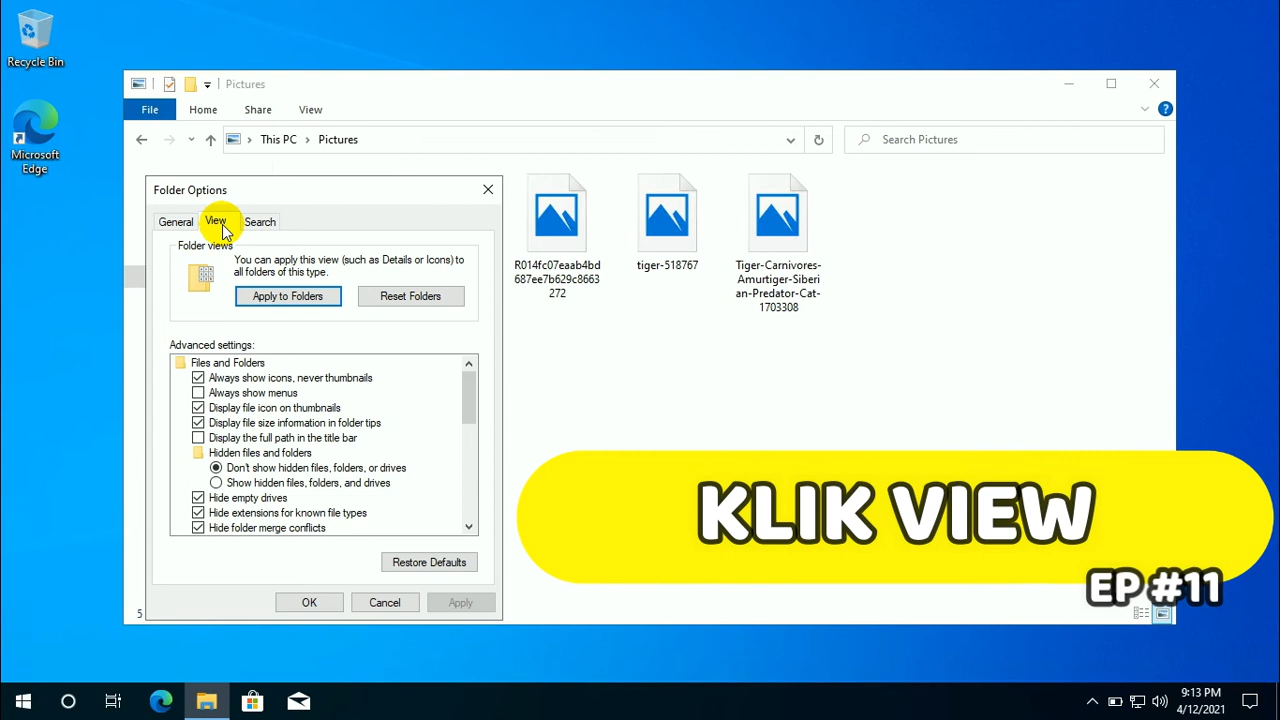 Recycle Bin
Microsoft
Edge
Pictures
File
Home
Share
View
This PC
Pictures
Search Pictures
Folder Options
General
View
Search
Folder views
You can apply this view (such as Details or Icons) to
all folders of this type.
Apply to Folders
Reset Folders
Advanced settings:
Files and Folders
Always show icons, never thumbnails
Always show menus
Display file icon on thumbnails
Display file size information in folder tips
Display the full path in the title bar
Hidden files and folders
Don't show hidden files, folders, or drives
Show hidden files, folders, and drives
Hide empty drives
Hide extensions for known file types
Hide folder merge conflicts
Restore Defaults
OK
Cancel
Apply
R014fc07eaab4bd
687ee7b629c8663
272
tiger-518767
Tiger-Carnivores-
Amurtiger-Siberi
an-Predator-Cat-
1703308
KLIK VIEW
EP #11
5
9:13 PM
4/12/2021